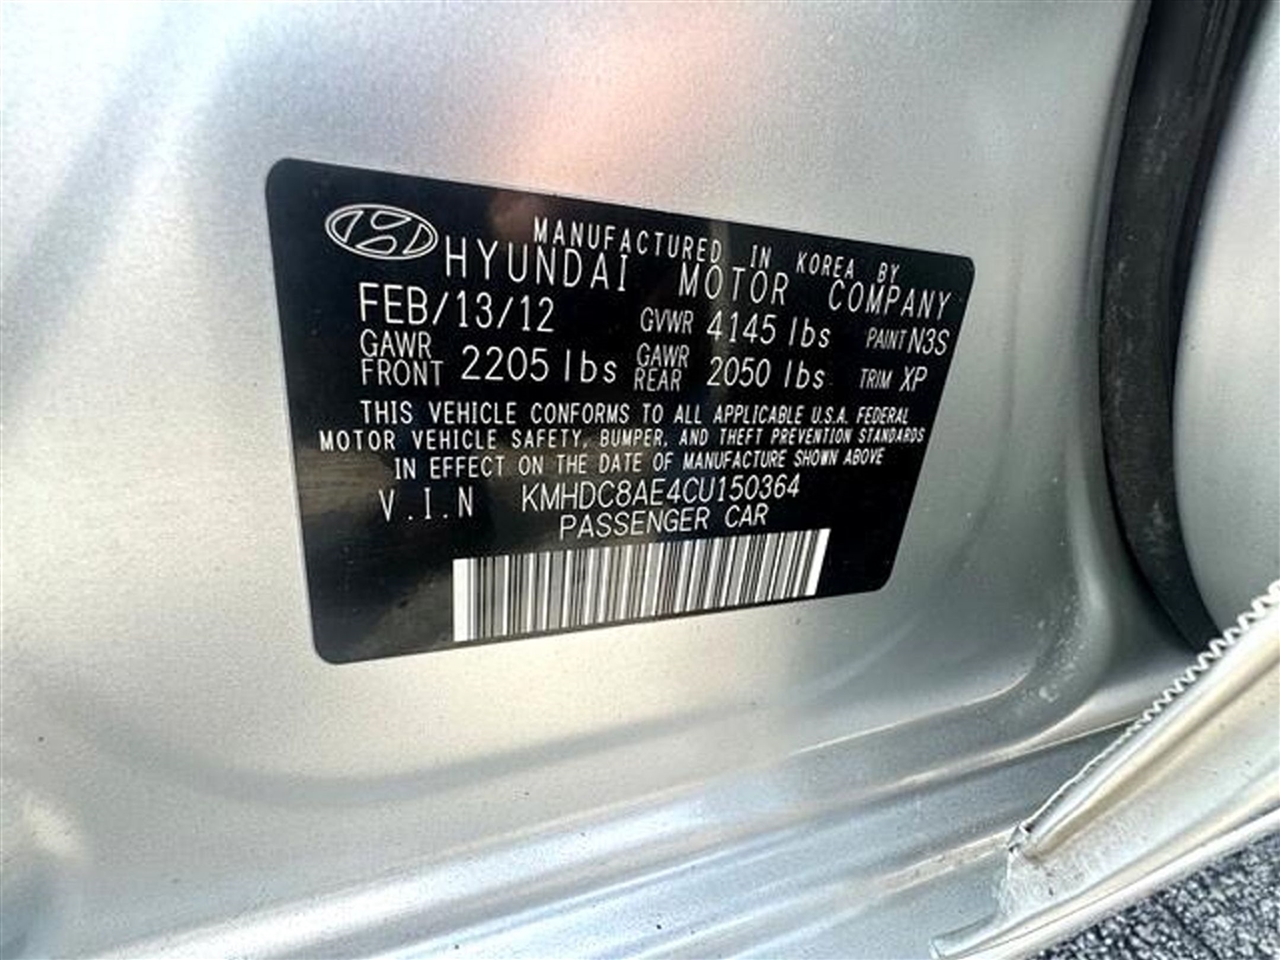 MANUFACTURED IN KOREA BY
HYUNDAI MOTOR COMPANY
FEB/13/12 GVWR 4145 lbs PAINT N3S
GAWR FRONT 2205 lbs GAWR REAR 2050 lbs TRIM XP
THIS VEHICLE CONFORMS TO ALL APPLICABLE U.S.A. FEDERAL
MOTOR VEHICLE SAFETY, BUMPER, AND THEFT PREVENTION STANDARDS
IN EFFECT ON THE DATE OF MANUFACTURE SHOWN ABOVE
V.I.N KMHDC8AE4CU150364
PASSENGER CAR